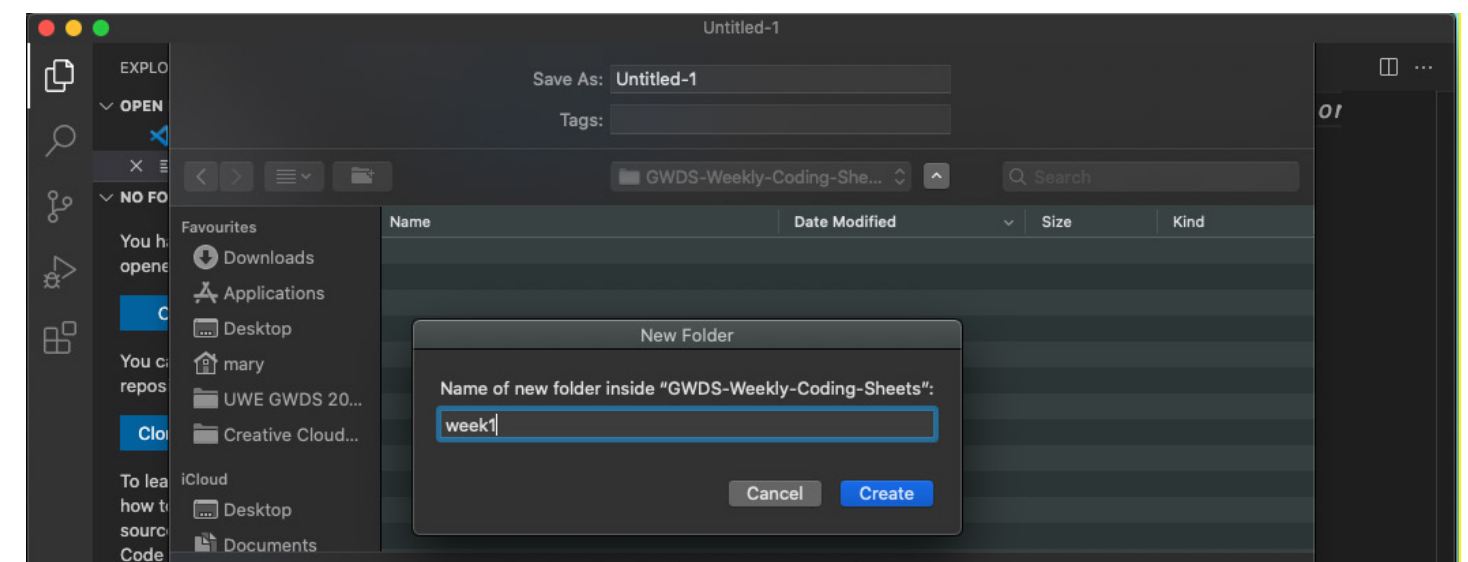 Untitled-1
EXPLO
Save As: Untitled-1
OPEN
Tags:
or
GWDS-Weekly-Coding-She...
Search
NO FO
Favourites
Name Date Modified Size Kind
You ha
opene
Downloads
Applications
C
Desktop
New Folder
You ca
repos
mary
Name of new folder inside “GWDS-Weekly-Coding-Sheets”:
UWE GWDS 20...
week1
Clo
Creative Cloud...
To lea
how to
source
Code
iCloud
Cancel Create
Desktop
Documents